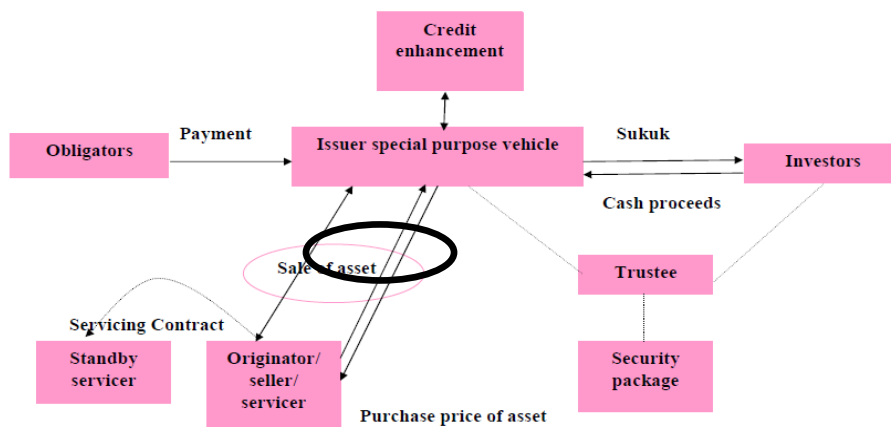 Credit
enhancement
Payment
Obligators
Issuer special purpose vehicle
Sukuk
Investors
Cash proceeds
Sale of asset
Trustee
Servicing Contract
Standby
servicer
Originator/
seller/
servicer
Security
package
Purchase price of asset